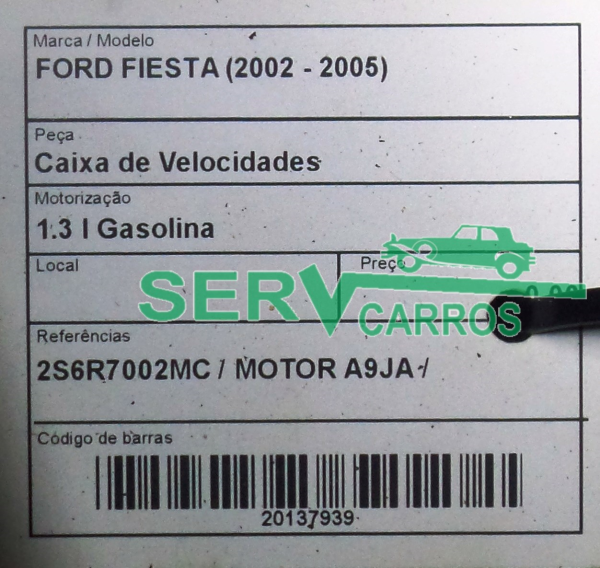 Marca / Modelo
FORD FIESTA (2002 - 2005)
Peça
Caixa de Velocidades
Motorização
1.3 I Gasolina
Local
Preço
SERV
CARROS
Referências
2S6R7002MC / MOTOR A9JA /
Código de barras
20137939